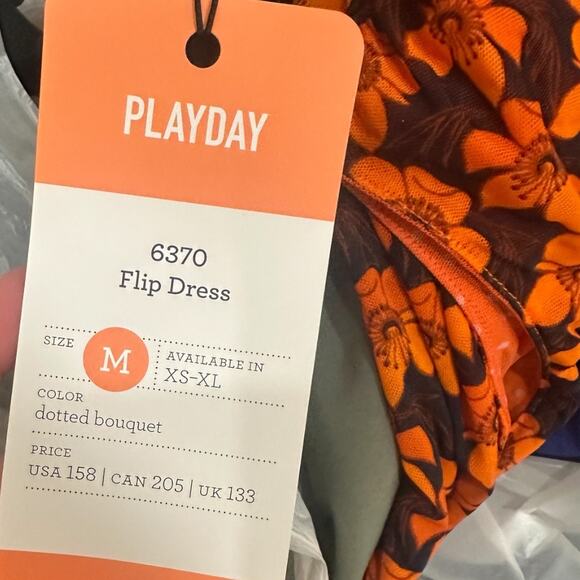 PLAYDAY
6370
Flip Dress
SIZE M AVAILABLE IN
XS-XL
COLOR
dotted bouquet
PRICE
USA 158 | CAN 205 | UK 133